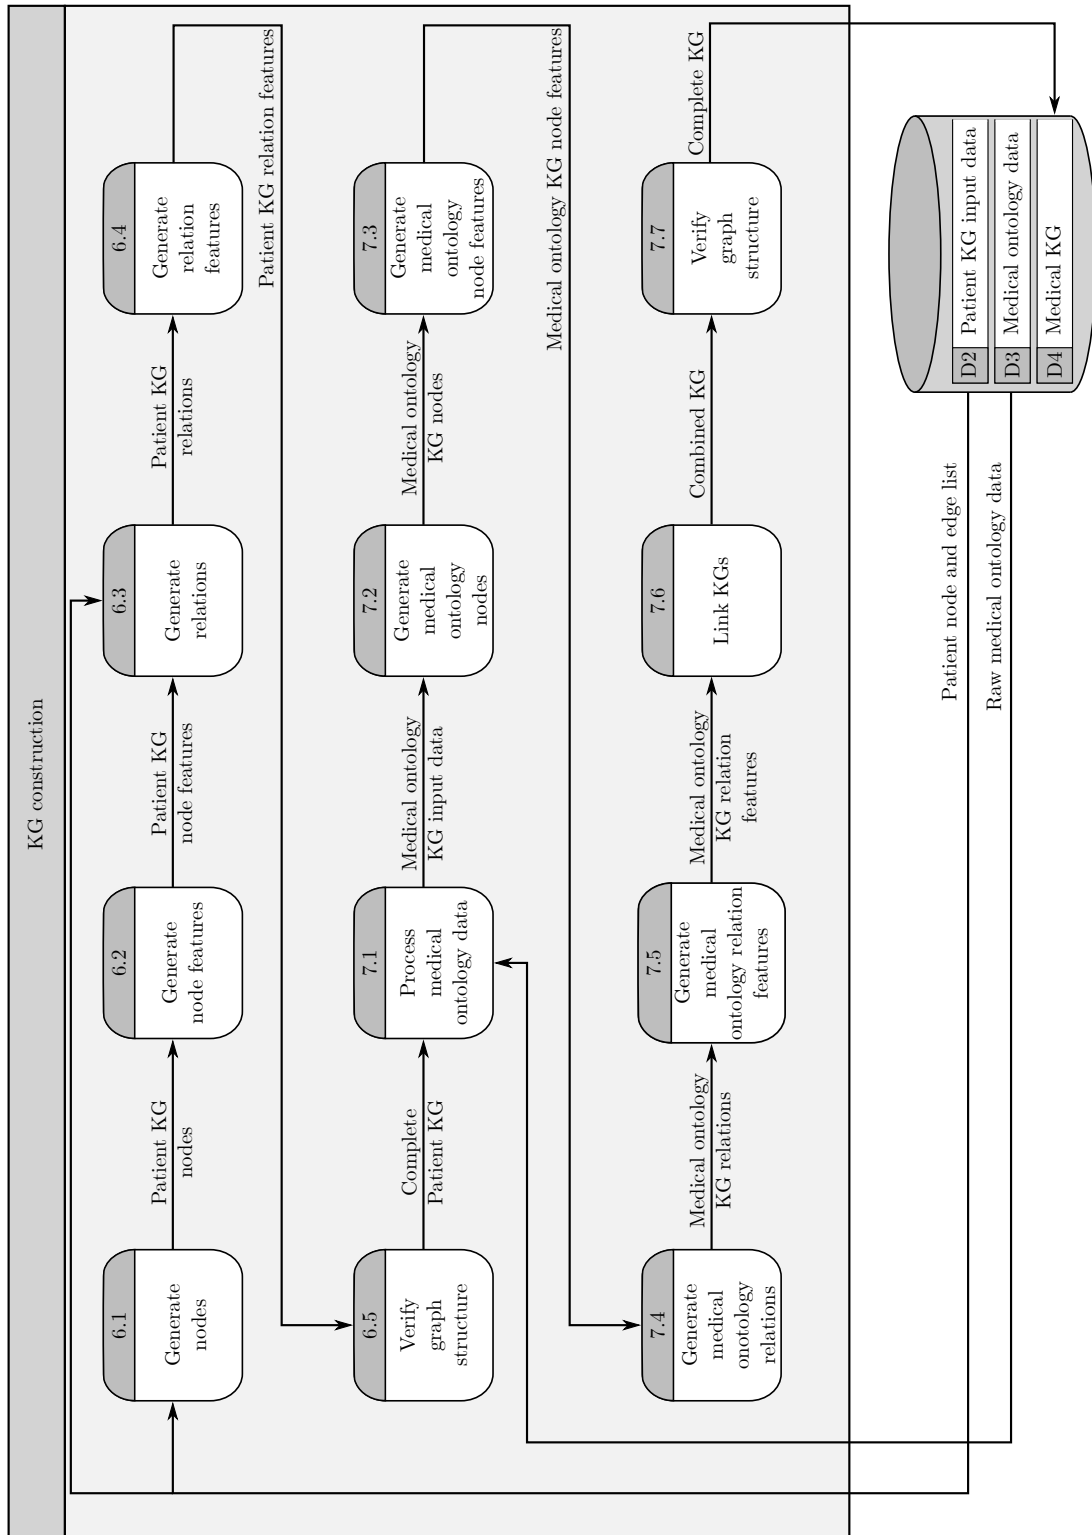 KG construction
6.1
Generate
nodes
Patient KG
nodes
6.2
Generate
node features
Patient KG
node features
6.3
Generate
relations
Patient KG
relations
6.4
Generate
relation
features
Patient KG relation features
6.5
Verify
graph
structure
Complete
Patient KG
7.1
Process
medical
ontology data
Medical ontology
KG input data
7.2
Generate
medical
ontology
nodes
Medical ontology
KG nodes
7.3
Generate
medical
ontology
node features
Medical ontology KG node features
7.4
Generate
medical
onotology
relations
Medical ontology
KG relations
7.5
Generate
medical
ontology relation
features
Medical ontology
KG relation
features
7.6
Link KGs
Combined KG
7.7
Verify
graph
structure
Complete KG
Patient node and edge list
Raw medical ontology data
D2 Patient KG input data
D3 Medical ontology data
D4 Medical KG